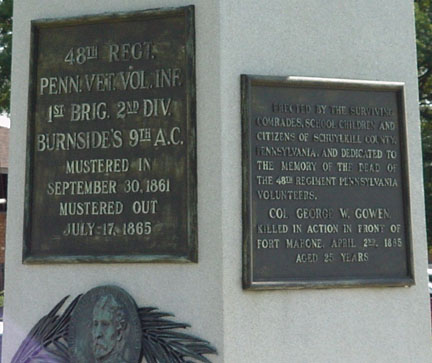 48TH REGT.
PENN. VET. VOL. INF.
1ST BRIG. 2ND DIV.
BURNSIDE'S 9TH A.C.
MUSTERED IN
SEPTEMBER 30, 1861
MUSTERED OUT
JULY 17, 1865
ERECTED BY THE SURVIVING
COMRADES, SCHOOL CHILDREN AND
CITIZENS OF SCHUYLKILL COUNTY,
PENNSYLVANIA, AND DEDICATED TO
THE MEMORY OF THE DEAD OF
THE 48TH REGIMENT PENNSYLVANIA
VOLUNTEERS.
COL. GEORGE W. GOWEN.
KILLED IN ACTION IN FRONT OF
FORT MAHONE, APRIL 2ND, 1865
AGED 25 YEARS